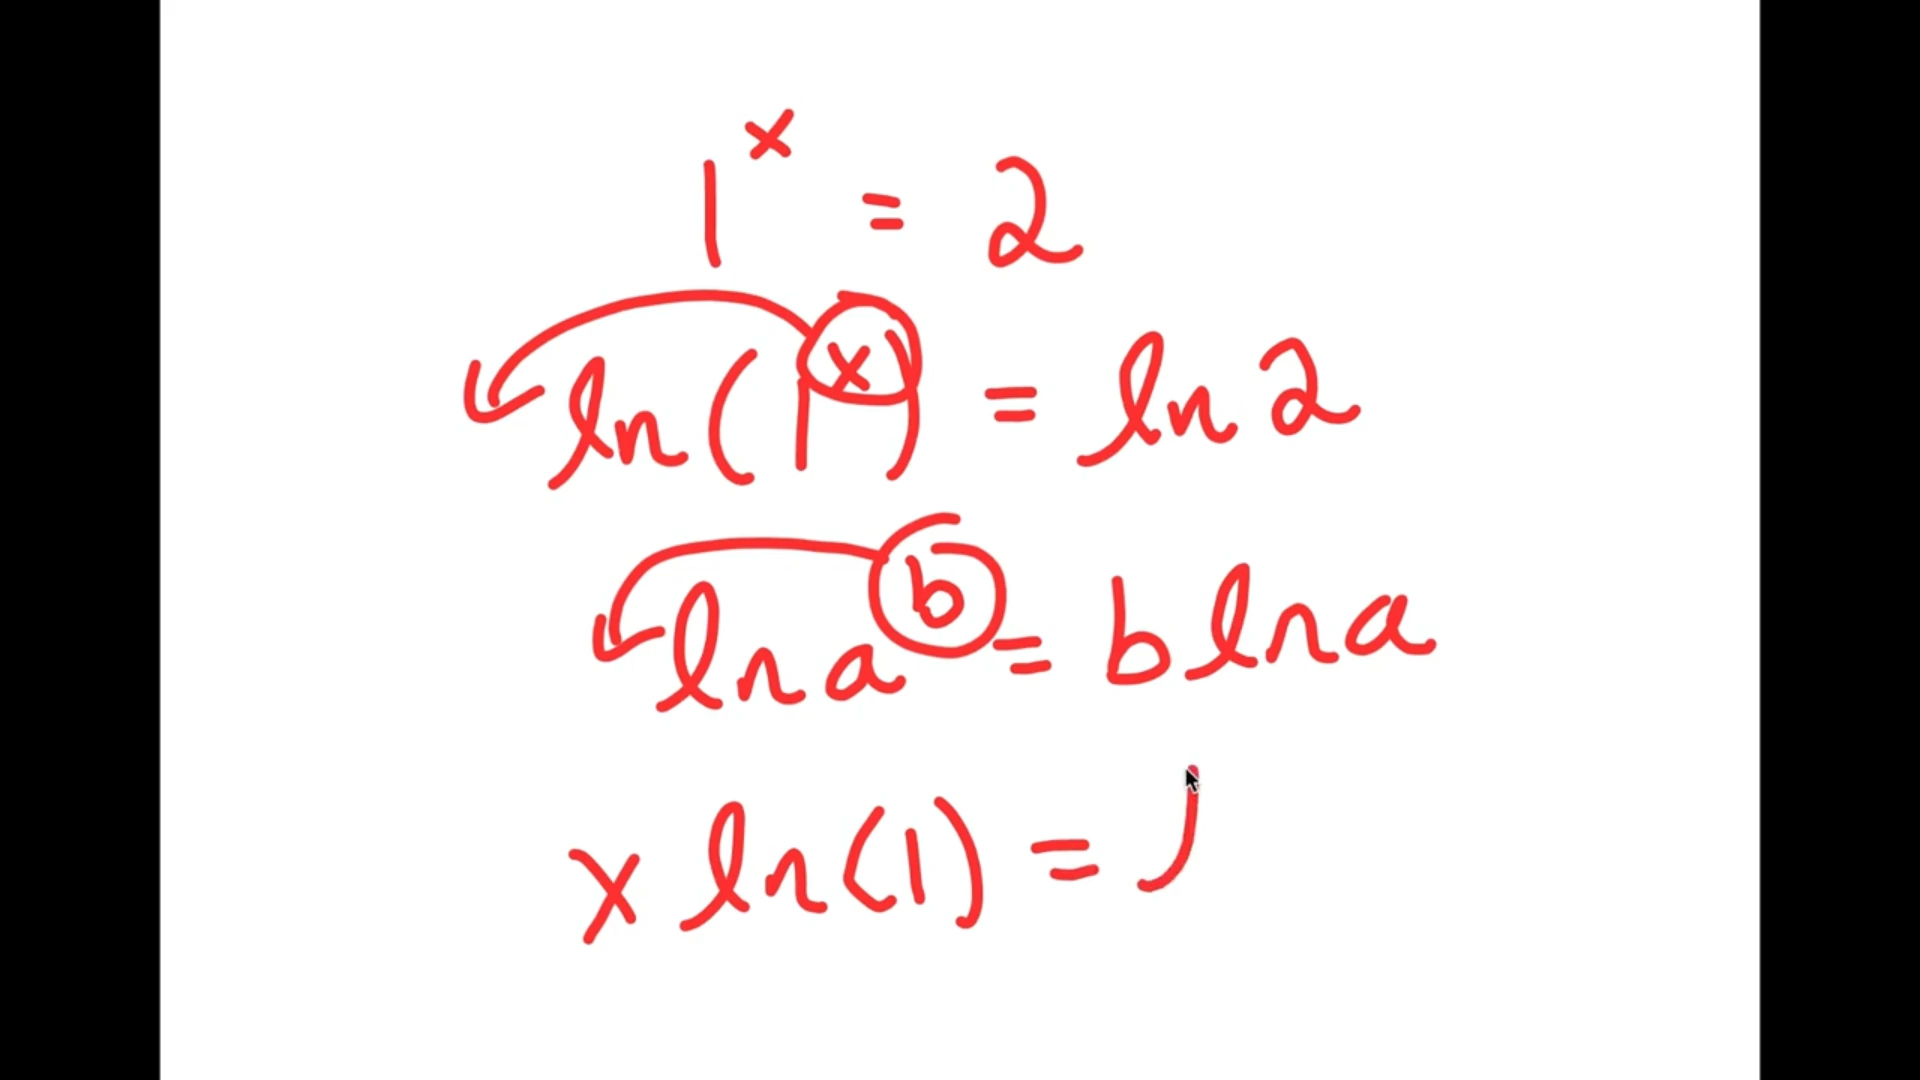 1^x = 2
ln(1^x) = ln 2
ln a^b = b ln a
x ln(1) =